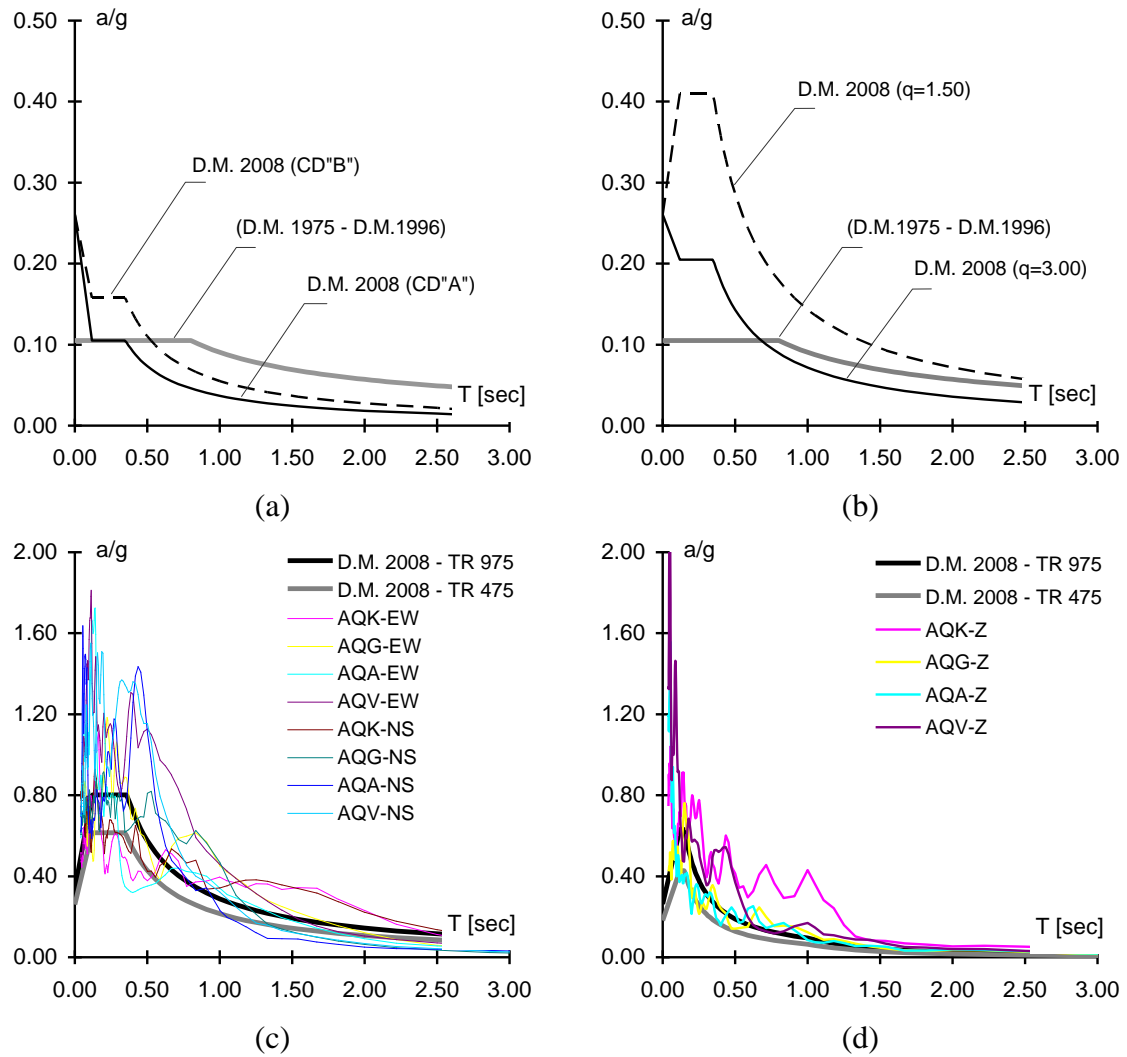 a/g
0.50
0.40
0.30
0.20
0.10
0.00
D.M. 2008 (CD"B")
(D.M. 1975 - D.M.1996)
D.M. 2008 (CD"A")
T [sec]
0.00 0.50 1.00 1.50 2.00 2.50 3.00
(a)
a/g
0.50
0.40
0.30
0.20
0.10
0.00
D.M. 2008 (q=1.50)
(D.M.1975 - D.M.1996)
D.M. 2008 (q=3.00)
T [sec]
0.00 0.50 1.00 1.50 2.00 2.50 3.00
(b)
a/g
2.00
1.60
1.20
0.80
0.40
0.00
D.M. 2008 - TR 975
D.M. 2008 - TR 475
AQK-EW
AQG-EW
AQA-EW
AQV-EW
AQK-NS
AQG-NS
AQA-NS
AQV-NS
T [sec]
0.00 0.50 1.00 1.50 2.00 2.50 3.00
(c)
a/g
2.00
1.60
1.20
0.80
0.40
0.00
D.M. 2008 - TR 975
D.M. 2008 - TR 475
AQK-Z
AQG-Z
AQA-Z
AQV-Z
T [sec]
0.00 0.50 1.00 1.50 2.00 2.50 3.00
(d)